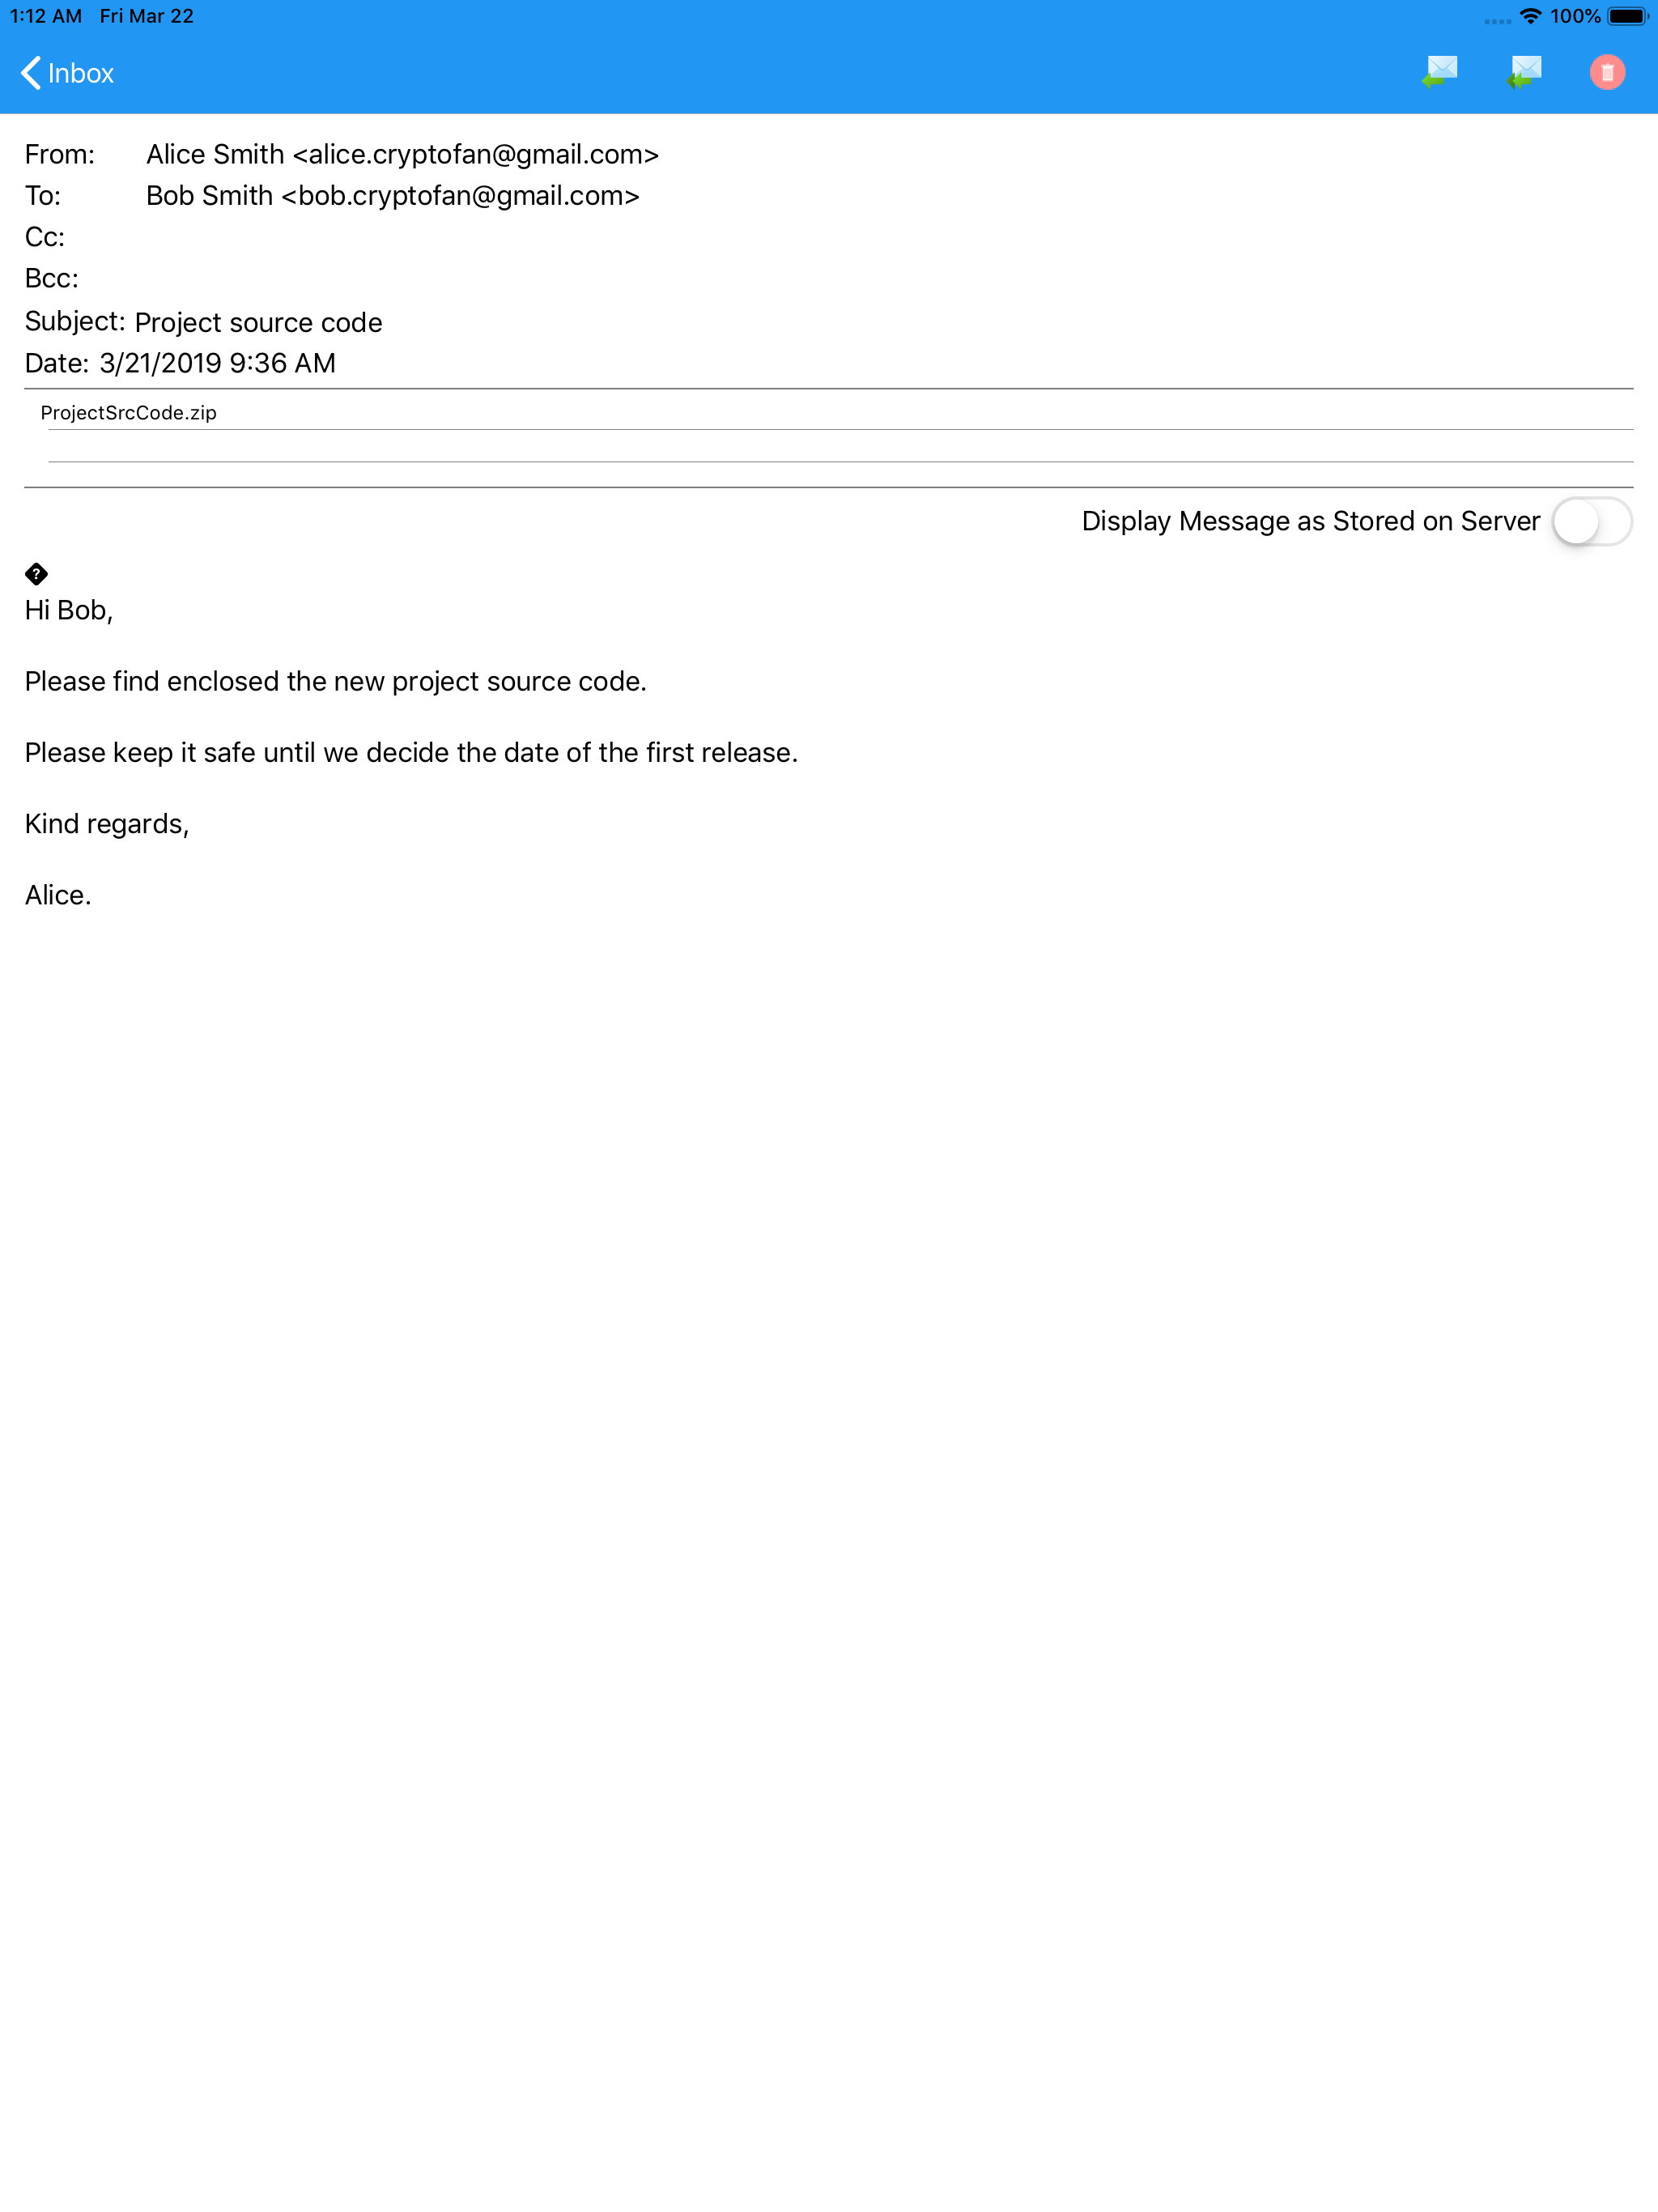 1:12 AM Fri Mar 22 100%
Inbox
From: Alice Smith <alice.cryptofan@gmail.com>
To: Bob Smith <bob.cryptofan@gmail.com>
Cc:
Bcc:
Subject: Project source code
Date: 3/21/2019 9:36 AM
ProjectSrcCode.zip
Display Message as Stored on Server
�
Hi Bob,
Please find enclosed the new project source code.
Please keep it safe until we decide the date of the first release.
Kind regards,
Alice.